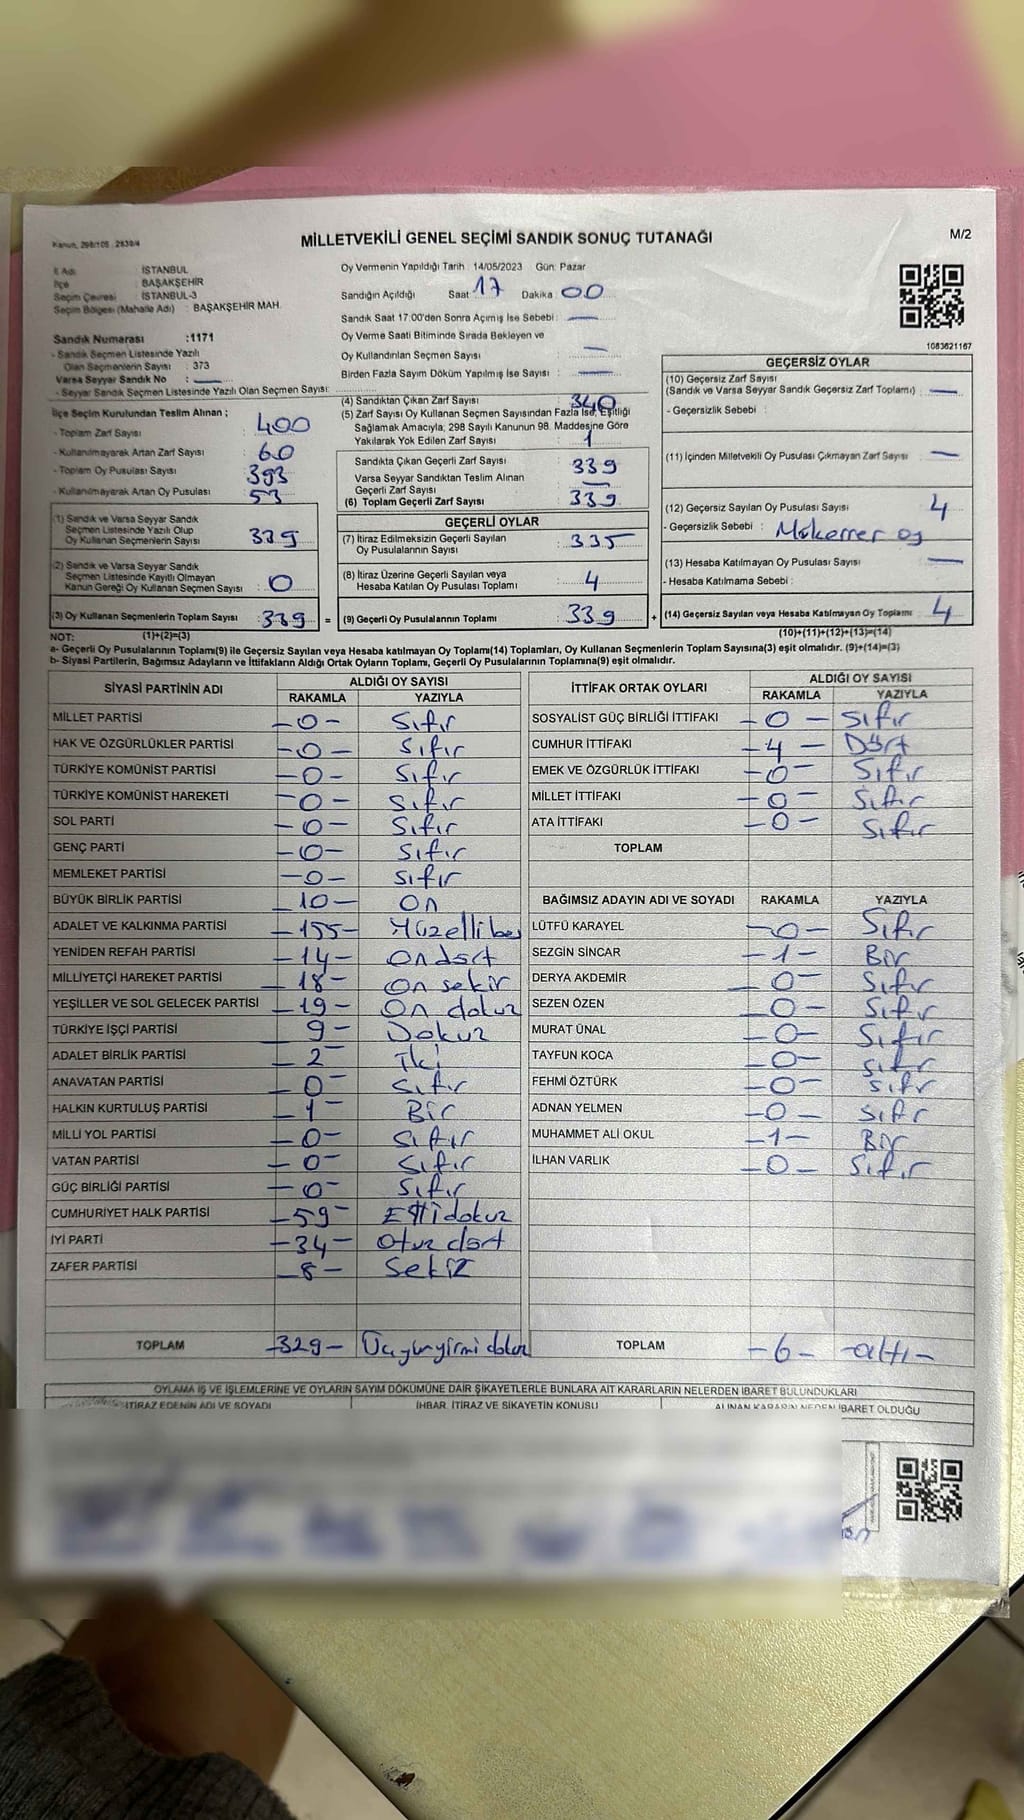 Kanun, 298/105 , 2839/4
MİLLETVEKİLİ GENEL SEÇİMİ SANDIK SONUÇ TUTANAĞI
M/2
İl Adı : İSTANBUL
İlçe : BAŞAKŞEHİR
Seçim Çevresi : İSTANBUL-3
Seçim Bölgesi (Mahalle Adı) : BAŞAKŞEHİR MAH.
Oy Vermenin Yapıldığı Tarih 14/05/2023 Gün: Pazar
Sandığın Açıldığı Saat 17 Dakika 00
Sandık Saat 17:00'den Sonra Açımış İse Sebebi : —
Oy Verme Saati Bitiminde Sırada Bekleyen ve
Oy Kullandırılan Seçmen Sayısı —
Birden Fazla Sayım Döküm Yapılmış İse Sayısı : —
1083621167
Sandık Numarası :1171
- Sandık Seçmen Listesinde Yazılı
Olan Seçmenlerin Sayısı : 373
Varsa Seyyar Sandık No : —
- Seyyar Sandık Seçmen Listesinde Yazılı Olan Seçmen Sayısı:
İlçe Seçim Kurulundan Teslim Alınan ;
- Toplam Zarf Sayısı : 400
- Kullanılmayarak Artan Zarf Sayısı : 60
- Toplam Oy Pusulası Sayısı : 393
- Kullanılmayarak Artan Oy Pusulası : 53
(4) Sandıktan Çıkan Zarf Sayısı : 340
(5) Zarf Sayısı Oy Kullanan Seçmen Sayısından Fazla İse, Eşitliği
Sağlamak Amacıyla; 298 Sayılı Kanunun 98. Maddesine Göre
Yakılarak Yok Edilen Zarf Sayısı : 1
Sandıkta Çıkan Geçerli Zarf Sayısı : 339
Varsa Seyyar Sandıktan Teslim Alınan
Geçerli Zarf Sayısı : —
(6) Toplam Geçerli Zarf Sayısı : 339
GEÇERSİZ OYLAR
(10) Geçersiz Zarf Sayısı
(Sandık ve Varsa Seyyar Sandık Geçersiz Zarf Toplamı) : —
- Geçersizlik Sebebi :
(11) İçinden Milletvekili Oy Pusulası Çıkmayan Zarf Sayısı : —
(12) Geçersiz Sayılan Oy Pusulası Sayısı : 4
- Geçersizlik Sebebi : Mükerrer oy
(13) Hesaba Katılmayan Oy Pusulası Sayısı : —
- Hesaba Katılmama Sebebi :
(14) Geçersiz Sayılan veya Hesaba Katılmayan Oy Toplamı : 4
(1) Sandık ve Varsa Seyyar Sandık
Seçmen Listesinde Yazılı Olup
Oy Kullanan Seçmenlerin Sayısı : 339
(2) Sandık ve Varsa Seyyar Sandık
Seçmen Listesinde Kayıtlı Olmayan
Kanun Gereği Oy Kullanan Seçmen Sayısı : 0
(3) Oy Kullanan Seçmenlerin Toplam Sayısı : 339 =
GEÇERLİ OYLAR
(7) İtiraz Edilmeksizin Geçerli Sayılan
Oy Pusulalarının Sayısı : 335
(8) İtiraz Üzerine Geçerli Sayılan veya
Hesaba Katılan Oy Pusulası Toplamı : 4
(9) Geçerli Oy Pusulalarının Toplamı : 339 +
NOT: (1)+(2)=(3) (10)+(11)+(12)+(13)=(14)
a- Geçerli Oy Pusulalarının Toplamı(9) ile Geçersiz Sayılan veya Hesaba katılmayan Oy Toplamı(14) Toplamları, Oy Kullanan Seçmenlerin Toplam Sayısına(3) eşit olmalıdır. (9)+(14)=(3)
b- Siyasi Partilerin, Bağımsız Adayların ve İttifakların Aldığı Ortak Oyların Toplamı, Geçerli Oy Pusulalarının Toplamına(9) eşit olmalıdır.
SİYASİ PARTİNİN ADI ALDIĞI OY SAYISI
RAKAMLA YAZIYLA
MİLLET PARTİSİ -0- Sıfır
HAK VE ÖZGÜRLÜKLER PARTİSİ -0- Sıfır
TÜRKİYE KOMÜNİST PARTİSİ -0- Sıfır
TÜRKİYE KOMÜNİST HAREKETİ -0- Sıfır
SOL PARTİ -0- Sıfır
GENÇ PARTİ -0- Sıfır
MEMLEKET PARTİSİ -0- Sıfır
BÜYÜK BİRLİK PARTİSİ -10- On
ADALET VE KALKINMA PARTİSİ -155- Yüzellibeş
YENİDEN REFAH PARTİSİ -14- Ondört
MİLLİYETÇİ HAREKET PARTİSİ -18- On sekiz
YEŞİLLER VE SOL GELECEK PARTİSİ -19- On dokuz
TÜRKİYE İŞÇİ PARTİSİ 9- Dokuz
ADALET BİRLİK PARTİSİ -2- İki
ANAVATAN PARTİSİ -0- Sıfır
HALKIN KURTULUŞ PARTİSİ -1- Bir
MİLLİ YOL PARTİSİ -0- Sıfır
VATAN PARTİSİ -0- Sıfır
GÜÇ BİRLİĞİ PARTİSİ -0- Sıfır
CUMHURİYET HALK PARTİSİ -59- Ellidokuz
İYİ PARTİ -34- Otuz dört
ZAFER PARTİSİ -8- Sekiz
TOPLAM -329- Üçyüzyirmi dokuz
İTTİFAK ORTAK OYLARI ALDIĞI OY SAYISI
RAKAMLA YAZIYLA
SOSYALİST GÜÇ BİRLİĞİ İTTİFAKI -0- Sıfır
CUMHUR İTTİFAKI -4- Dört
EMEK VE ÖZGÜRLÜK İTTİFAKI -0- Sıfır
MİLLET İTTİFAKI -0- Sıfır
ATA İTTİFAKI -0- Sıfır
TOPLAM
BAĞIMSIZ ADAYIN ADI VE SOYADI RAKAMLA YAZIYLA
LÜTFÜ KARAYEL -0- Sıfır
SEZGİN SİNCAR -1- Bir
DERYA AKDEMİR -0- Sıfır
SEZEN ÖZEN -0- Sıfır
MURAT ÜNAL -0- Sıfır
TAYFUN KOCA -0- Sıfır
FEHMİ ÖZTÜRK -0- Sıfır
ADNAN YELMEN -0- Sıfır
MUHAMMET ALİ OKUL -1- Bir
İLHAN VARLIK -0- Sıfır
TOPLAM -6- -altı-
OYLAMA İŞ VE İŞLEMLERİNE VE OYLARIN SAYIM DÖKÜMÜNE DAİR ŞİKAYETLERLE BUNLARA AİT KARARLARIN NELERDEN İBARET BULUNDUKLARI
İTİRAZ EDENİN ADI VE SOYADI İHBAR, İTİRAZ VE ŞİKAYETİN KONUSU ALINAN KARARIN NEDEN İBARET OLDUĞU